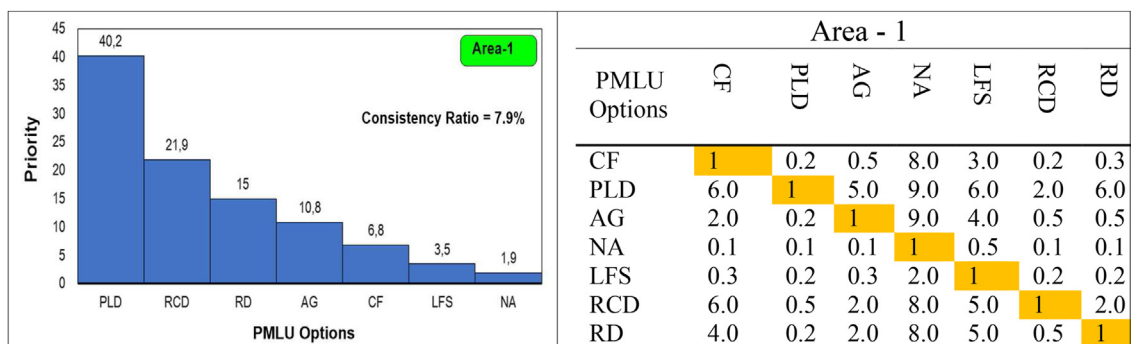 45
40
35
30
25
20
15
10
5
0
Priority
40,2
21,9
15
10,8
6,8
3,5
1,9
Area-1
Consistency Ratio = 7.9%
PLD RCD RD AG CF LFS NA
PMLU Options
Area - 1
PMLU Options CF PLD AG NA LFS RCD RD
CF 1 0.2 0.5 8.0 3.0 0.2 0.3
PLD 6.0 1 5.0 9.0 6.0 2.0 6.0
AG 2.0 0.2 1 9.0 4.0 0.5 0.5
NA 0.1 0.1 0.1 1 0.5 0.1 0.1
LFS 0.3 0.2 0.3 2.0 1 0.2 0.2
RCD 6.0 0.5 2.0 8.0 5.0 1 2.0
RD 4.0 0.2 2.0 8.0 5.0 0.5 1